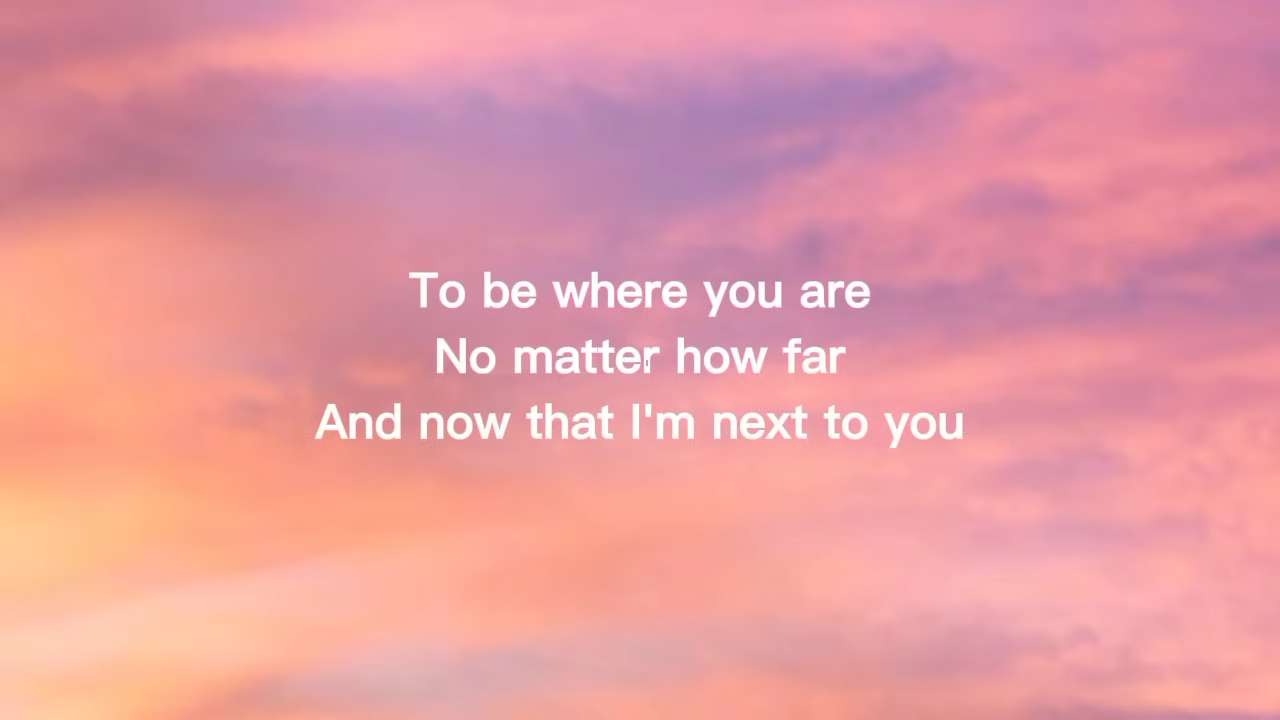 To be where you are
No matter how far
And now that I'm next to you